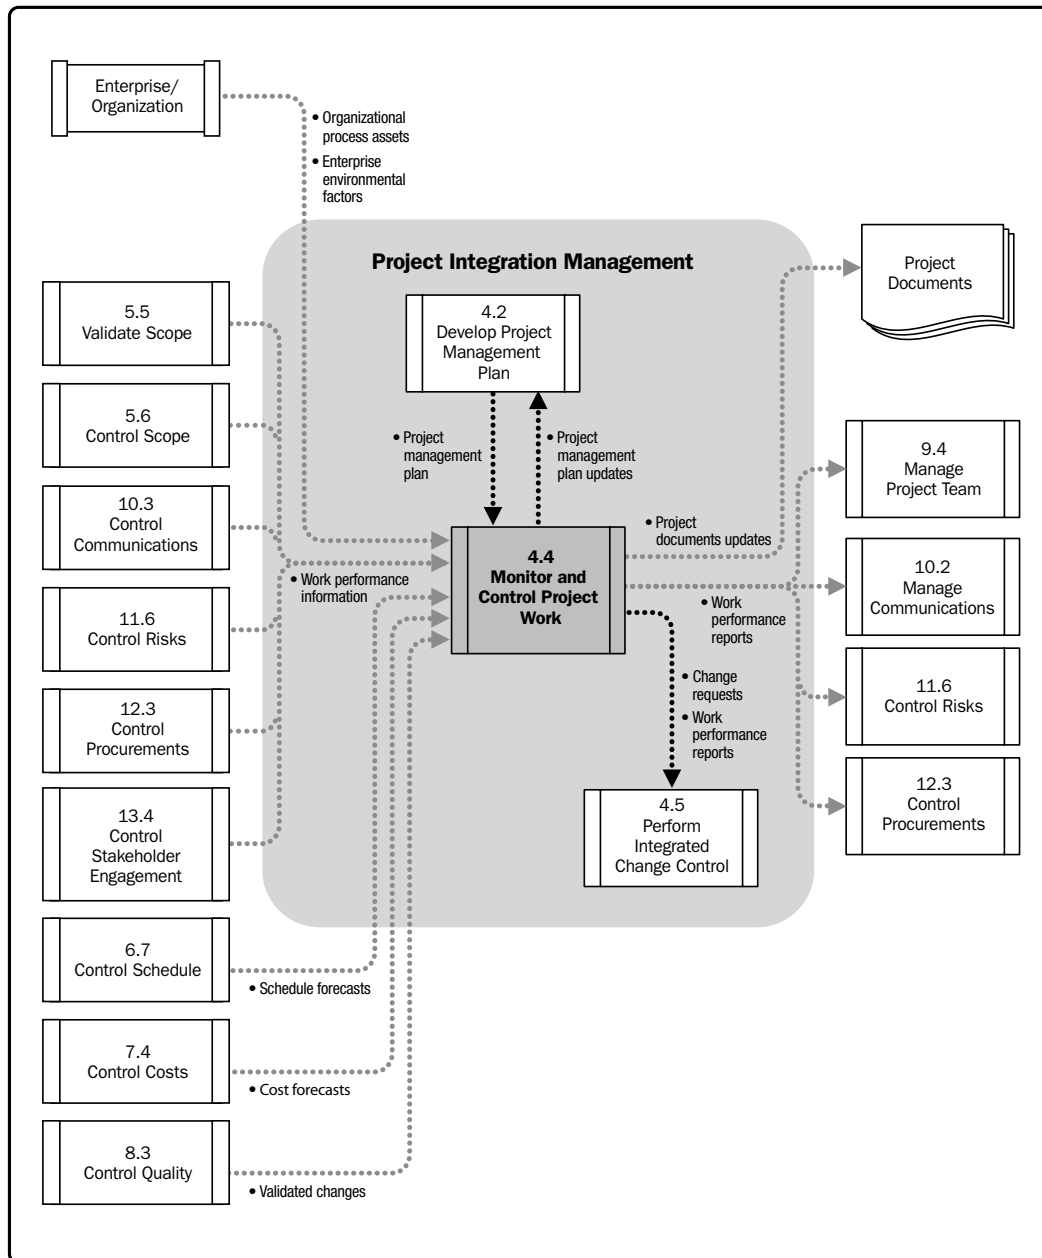 Enterprise/
Organization
• Organizational
process assets
• Enterprise
environmental
factors
Project Integration Management
Project
Documents
5.5
Validate Scope
4.2
Develop Project
Management
Plan
5.6
Control Scope
• Project
management
plan
• Project
management
plan updates
9.4
Manage
Project Team
10.3
Control
Communications
• Project
documents updates
4.4
Monitor and
Control Project
Work
10.2
Manage
Communications
• Work performance
information
11.6
Control Risks
• Work
performance
reports
• Change
requests
• Work
performance
reports
11.6
Control Risks
12.3
Control
Procurements
12.3
Control
Procurements
13.4
Control
Stakeholder
Engagement
4.5
Perform
Integrated
Change Control
6.7
Control Schedule
• Schedule forecasts
7.4
Control Costs
• Cost forecasts
8.3
Control Quality
• Validated changes